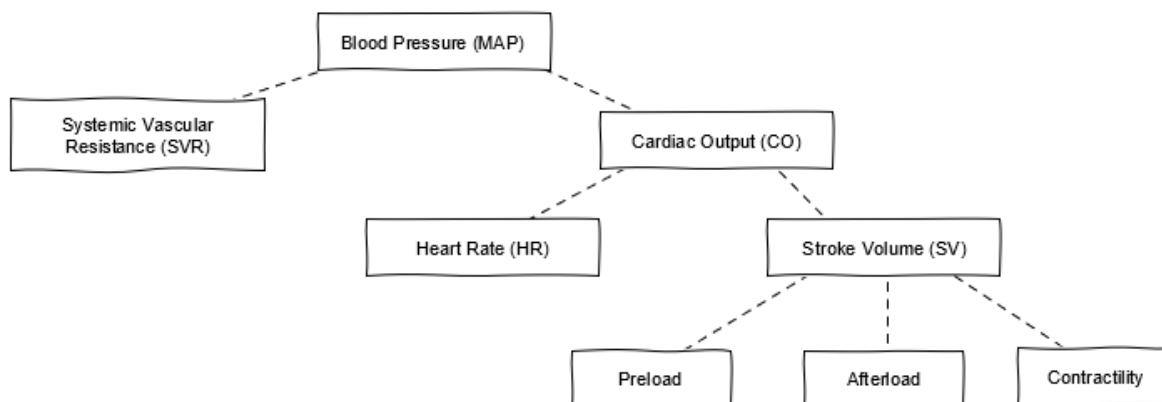 Blood Pressure (MAP)
Systemic Vascular
Resistance (SVR)
Cardiac Output (CO)
Heart Rate (HR)
Stroke Volume (SV)
Preload
Afterload
Contractility